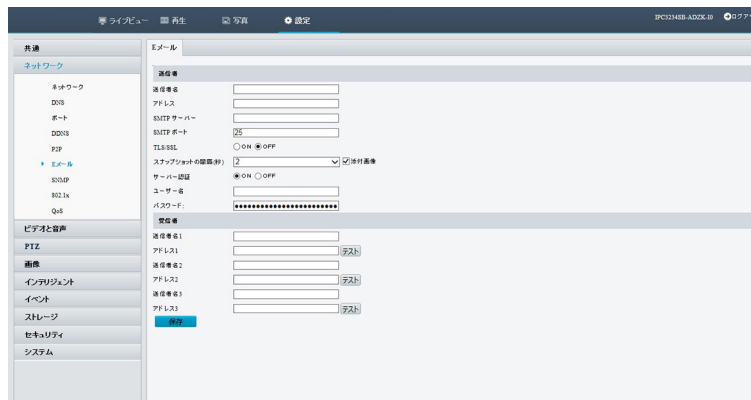 ライブビュー 再生 写真 設定 IPC3234SB-ADZK-I0 ログア
共通
ネットワーク
ネットワーク
DNS
ポート
DDNS
P2P
Eメール
SNMP
802.1x
QoS
ビデオと音声
PTZ
画像
インテリジェント
イベント
ストレージ
セキュリティ
システム
Eメール
送信者
送信者名
アドレス
SMTP サーバー
SMTP ポート 25
TLS/SSL ON OFF
スナップショットの間隔(秒) 2 添付画像
サーバー認証 ON OFF
ユーザー名
パスワード:
受信者
送信者名1
アドレス1 テスト
送信者名2
アドレス2 テスト
送信者名3
アドレス3 テスト
保存